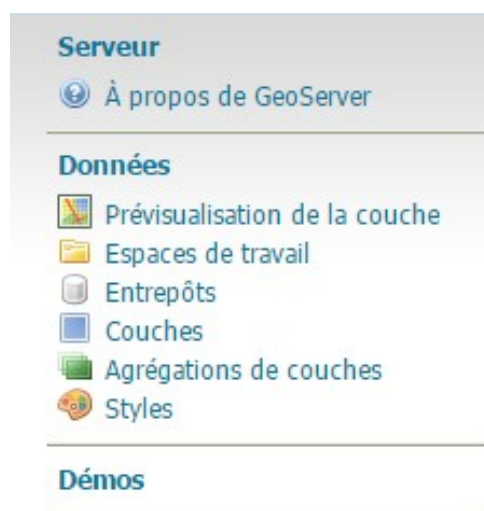 Serveur
À propos de GeoServer
Données
Prévisualisation de la couche
Espaces de travail
Entrepôts
Couches
Agrégations de couches
Styles
Démos